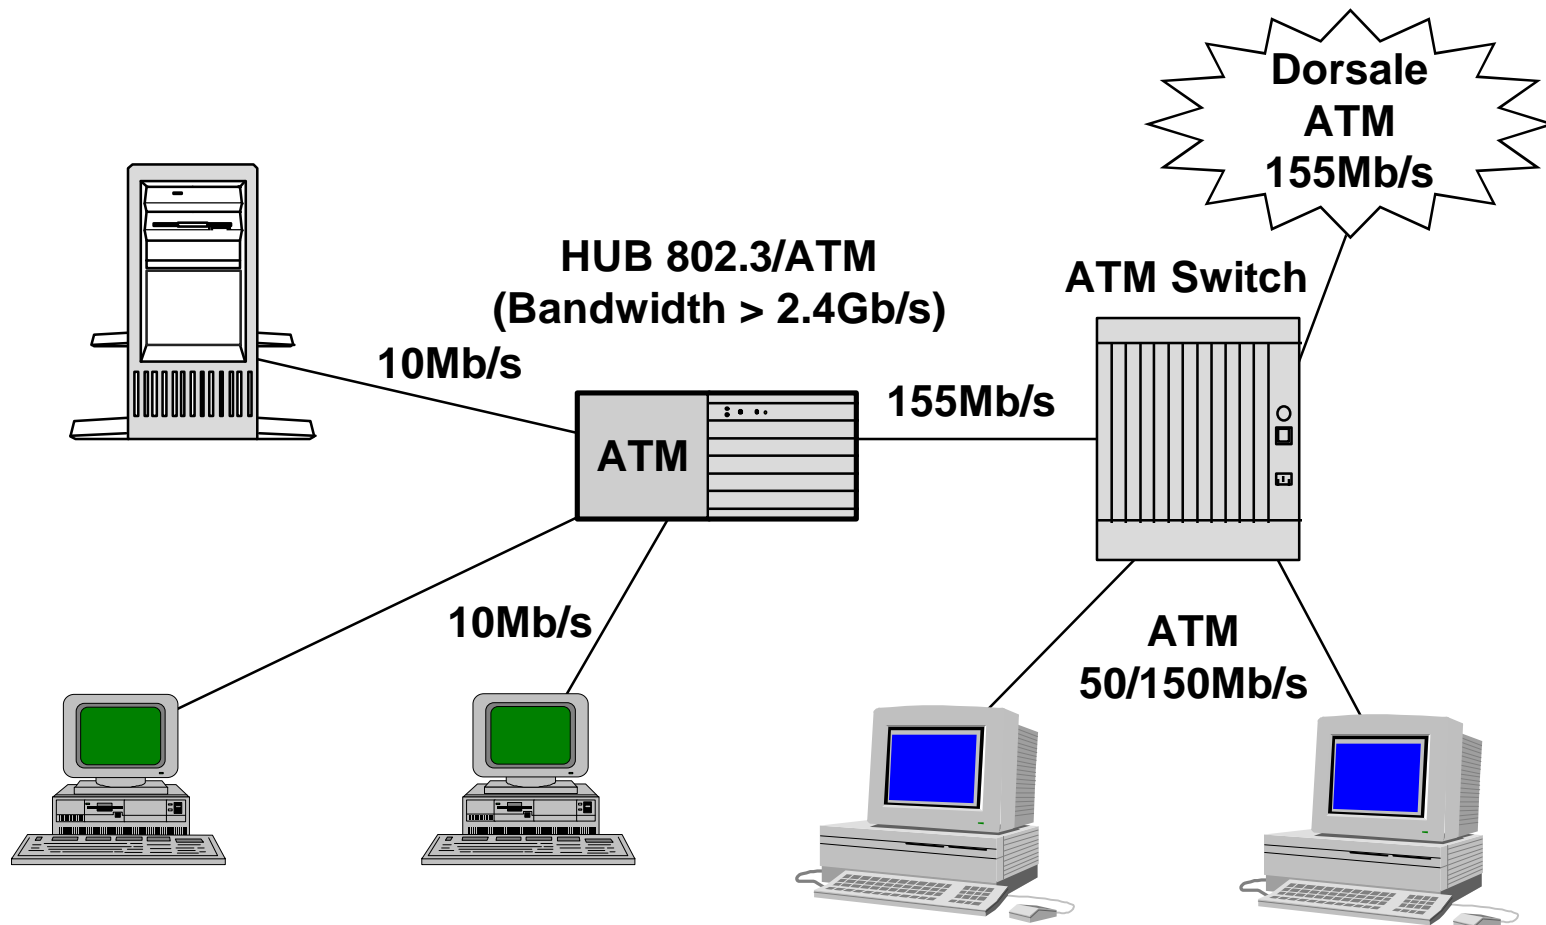 Dorsale
ATM
155Mb/s
HUB 802.3/ATM
(Bandwidth > 2.4Gb/s)
ATM Switch
10Mb/s
155Mb/s
ATM
10Mb/s
ATM
50/150Mb/s